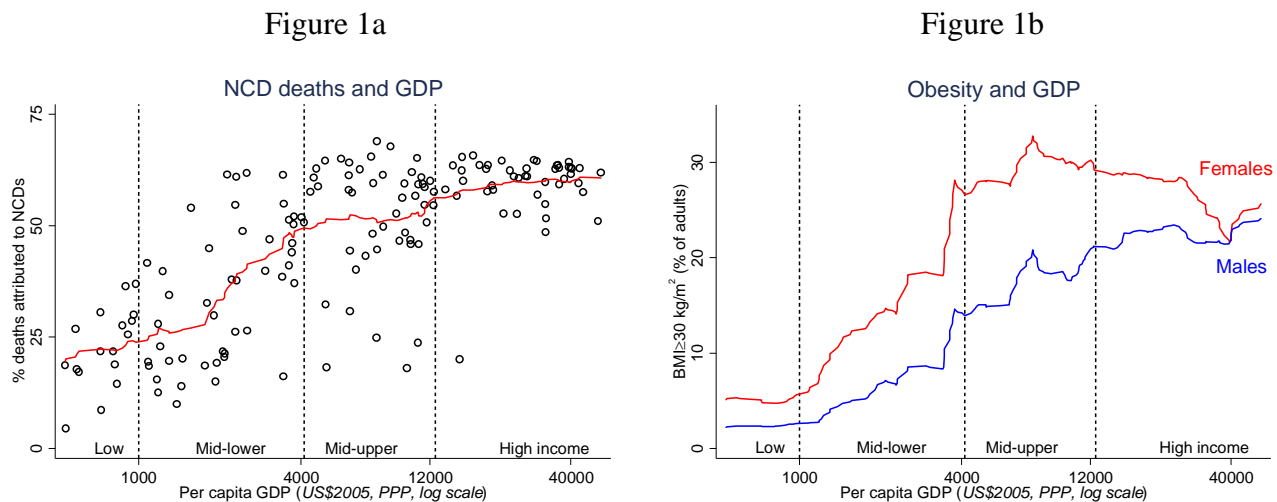 Figure 1a
NCD deaths and GDP
% deaths attributed to NCDs
75
50
25
0
Low
Mid-lower
Mid-upper
High income
1000
4000
12000
40000
Per capita GDP (US$2005, PPP, log scale)
Figure 1b
Obesity and GDP
BMI≥30 kg/m² (% of adults)
30
20
10
0
Females
Males
Low
Mid-lower
Mid-upper
High income
1000
4000
12000
40000
Per capita GDP (US$2005, PPP, log scale)